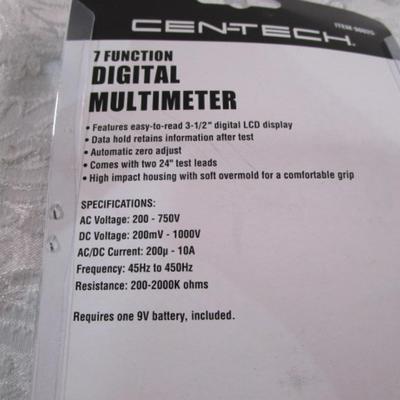 CEN-TECH.
7 FUNCTION
DIGITAL
MULTIMETER
• Features easy-to-read 3-1/2" digital LCD display
• Data hold retains information after test
• Automatic zero adjust
• Comes with two 24" test leads
• High impact housing with soft overmold for a comfortable grip
SPECIFICATIONS:
AC Voltage: 200 - 750V
DC Voltage: 200mV - 1000V
AC/DC Current: 200µ - 10A
Frequency: 45Hz to 450Hz
Resistance: 200-2000K ohms
Requires one 9V battery, included.